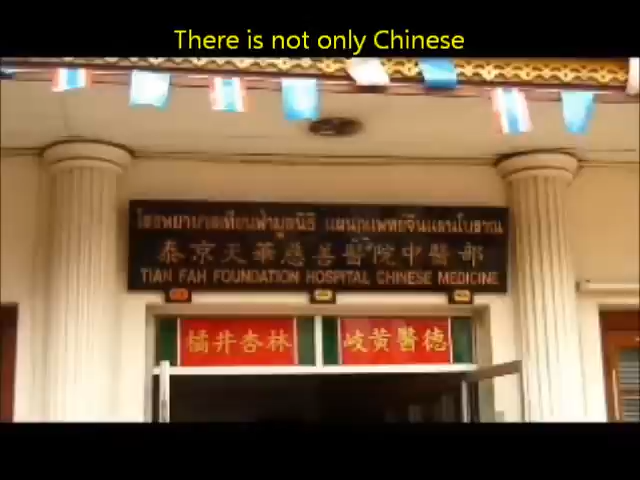 There is not only Chinese
โรงพยาบาลเทียนฟ้ามูลนิธิ แผนกแพทย์จีนแผนโบราณ
泰京天華慈善醫院中醫部
TIAN FAH FOUNDATION HOSPITAL CHINESE MEDICINE
橘井杏林 岐黄醫德